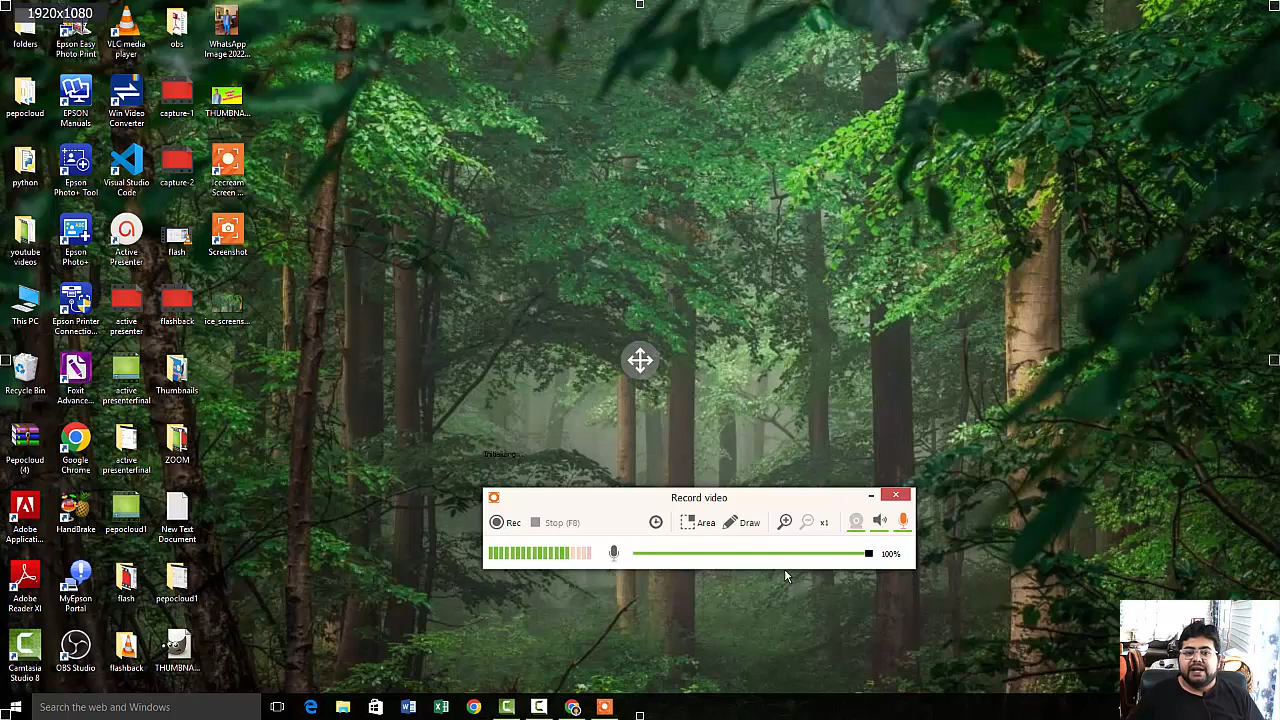 1920x1080
folders
Epson Easy
Photo Print
VLC media
player
obs
WhatsApp
Image 2022...
pepocloud
EPSON
Manuals
Win Video
Converter
capture-1
THUMBNA...
python
Epson
Photo+ Tool
Visual Studio
Code
capture-2
Icecream
Screen ...
youtube
videos
Epson
Photo+
Active
Presenter
flash
Screenshot
This PC
Epson Printer
Connectio...
active
presenter
flashback
ice_screens...
Recycle Bin
Foxit
Advance...
active
presenterfinal
Thumbnails
Pepocloud
(4)
Google
Chrome
active
presenterfinal
ZOOM
Initializing...
Adobe
Applicati...
HandBrake
pepocloud1
New Text
Document
Record video
Rec
Stop (F8)
Area
Draw
x1
100%
Adobe
Reader XI
MyEpson
Portal
flash
pepocloud1
Camtasia
Studio 8
OBS Studio
flashback
THUMBNA...
Search the web and Windows